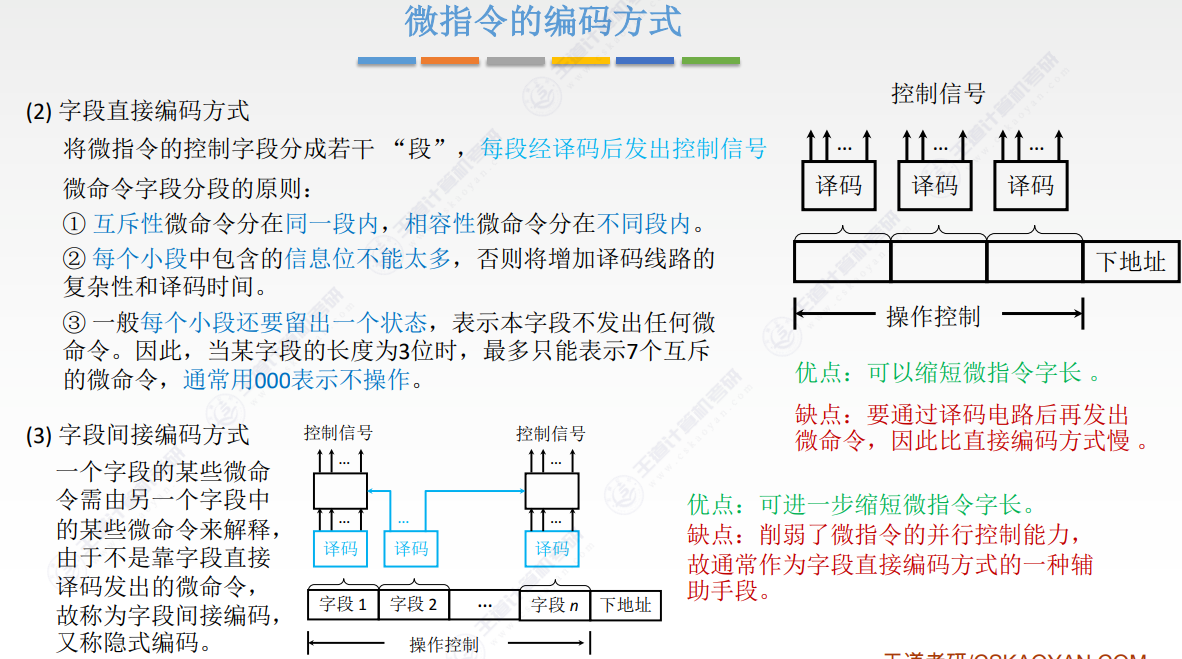 微指令的编码方式
(2) 字段直接编码方式
将微指令的控制字段分成若干 “段”，每段经译码后发出控制信号
微命令字段分段的原则：
① 互斥性微命令分在同一段内，相容性微命令分在不同段内。
② 每个小段中包含的信息位不能太多，否则将增加译码线路的
复杂性和译码时间。
③ 一般每个小段还要留出一个状态，表示本字段不发出任何微
命令。因此，当某字段的长度为3位时，最多只能表示7个互斥
的微命令，通常用000表示不操作。
控制信号
... ... ...
译码 译码 译码
下地址
操作控制
优点：可以缩短微指令字长 。
缺点：要通过译码电路后再发出
微命令，因此比直接编码方式慢 。
(3) 字段间接编码方式
一个字段的某些微命
令需由另一个字段中
的某些微命令来解释，
由于不是靠字段直接
译码发出的微命令，
故称为字段间接编码，
又称隐式编码。
控制信号 控制信号
... ...
... ... ...
译码 译码 译码
字段 1 字段 2 ... 字段 n 下地址
操作控制
优点：可进一步缩短微指令字长。
缺点：削弱了微指令的并行控制能力，
故通常作为字段直接编码方式的一种辅
助手段。
王道考研/CSKAOYAN.COM